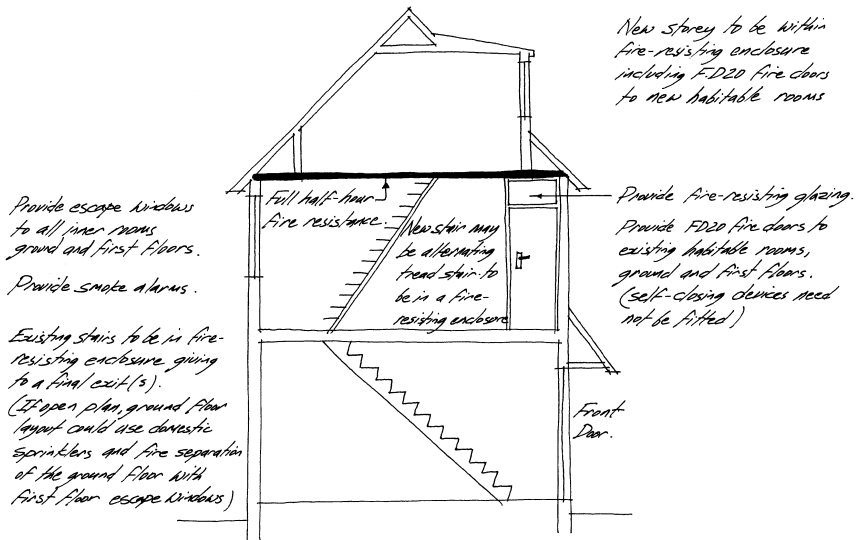 New storey to be within
fire-resisting enclosure
including F.D20 fire doors
to new habitable rooms
Provide escape windows
to all inner rooms
ground and first floors.
Provide smoke alarms.
Existing stairs to be in fire-
resisting enclosure giving
to a final exit(s).
(If open plan, ground floor
layout could use domestic
sprinklers and fire separation
of the ground floor with
first floor escape windows)
Full half-hour
fire resistance.
New stair may
be alternating
tread stair to
be in a fire-
resisting enclosure
Provide fire-resisting glazing.
Provide FD20 fire doors to
existing habitable rooms,
ground and first floors.
(self-closing devices need
not be fitted)
Front
Door.